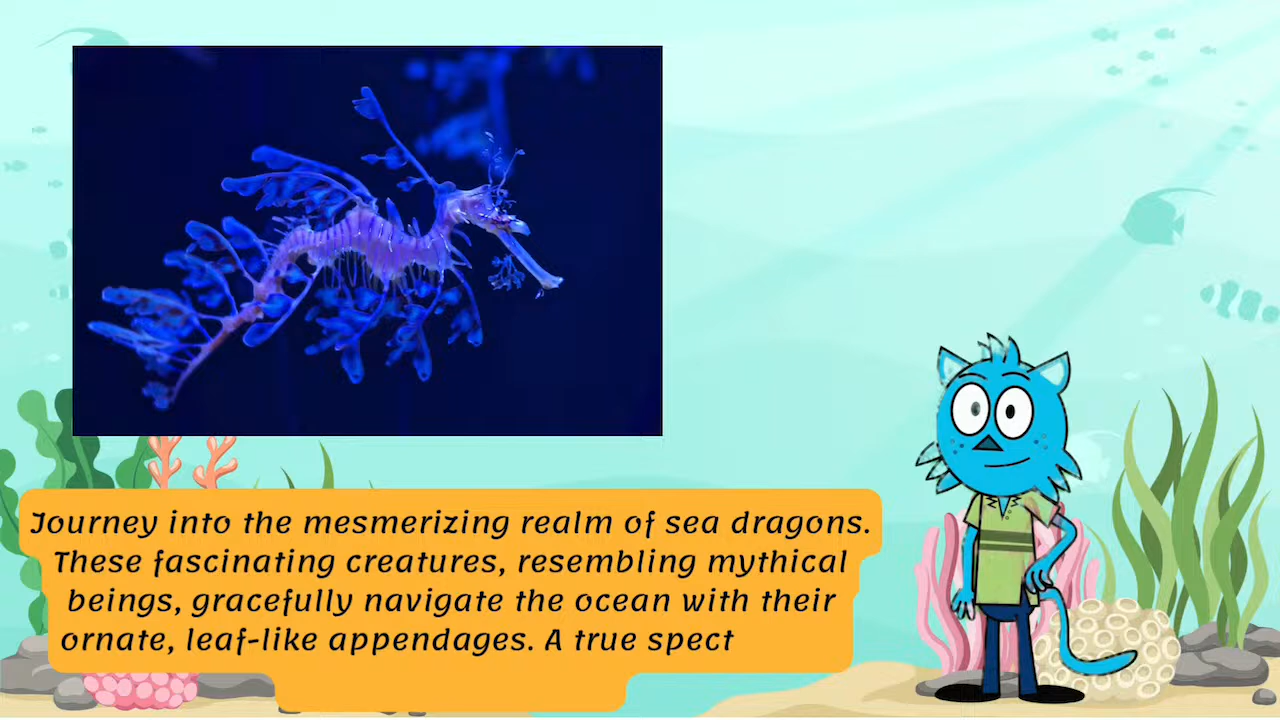 Journey into the mesmerizing realm of sea dragons.
These fascinating creatures, resembling mythical
beings, gracefully navigate the ocean with their
ornate, leaf-like appendages. A true spect